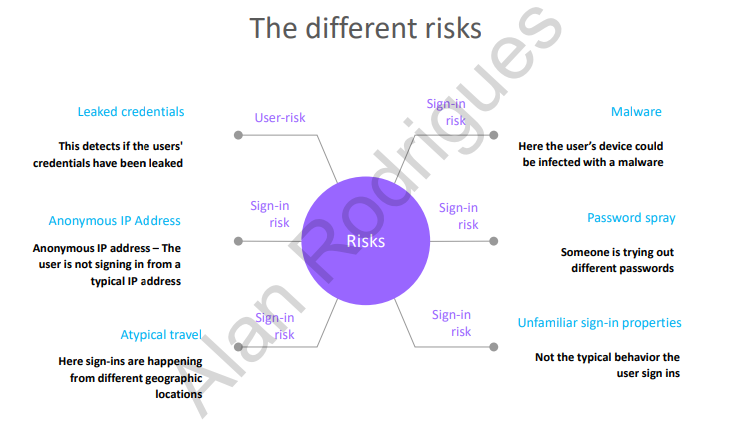 The different risks
Leaked credentials
This detects if the users'
credentials have been leaked
User-risk
Anonymous IP Address
Anonymous IP address – The
user is not signing in from a
typical IP address
Sign-in
risk
Atypical travel
Here sign-ins are happening
from different geographic
locations
Sign-in
risk
Risks
Sign-in
risk
Malware
Here the user's device could
be infected with a malware
Sign-in
risk
Password spray
Someone is trying out
different passwords
Sign-in
risk
Unfamiliar sign-in properties
Not the typical behavior the
user sign ins
Alan Rodrigues